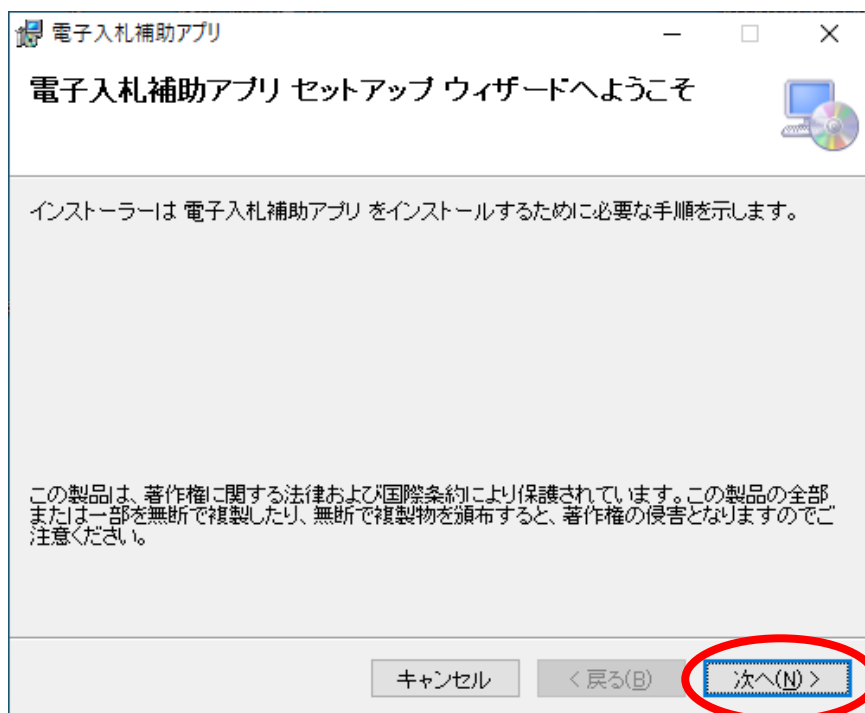 電子入札補助アプリ
電子入札補助アプリ セットアップ ウィザードへようこそ
インストーラーは 電子入札補助アプリ をインストールするために必要な手順を示します。
この製品は、著作権に関する法律および国際条約により保護されています。この製品の全部
または一部を無断で複製したり、無断で複製物を頒布すると、著作権の侵害となりますのでご
注意ください。
キャンセル
< 戻る(B)
次へ(N) >